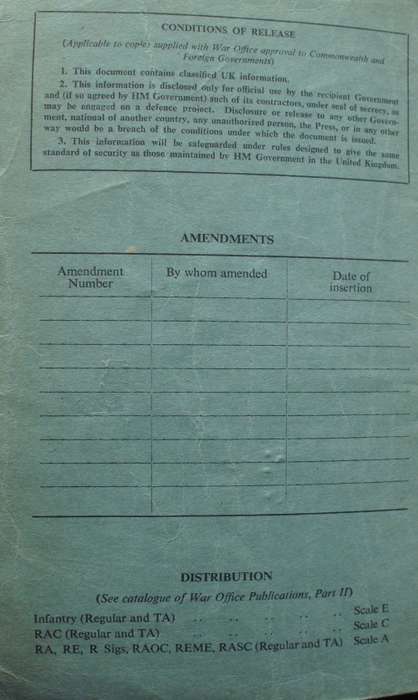 CONDITIONS OF RELEASE
(Applicable to copies supplied with War Office approval to Commonwealth and
Foreign Governments)
1. This document contains classified UK information.
2. This information is disclosed only for official use by the recipient Government
and (if so agreed by HM Government) such of its contractors, under seal of secrecy, as
may be engaged on a defence project. Disclosure or release to any other Govern-
ment, national of another country, any unauthorized person, the Press, or in any other
way would be a breach of the conditions under which the document is issued.
3. This information will be safeguarded under rules designed to give the same
standard of security as those maintained by HM Government in the United Kingdom.
AMENDMENTS
Amendment
Number
By whom amended
Date of
insertion
DISTRIBUTION
(See catalogue of War Office Publications, Part II)
Infantry (Regular and TA) .. .. .. .. Scale E
RAC (Regular and TA) .. .. .. .. Scale C
RA, RE, R Sigs, RAOC, REME, RASC (Regular and TA) Scale A